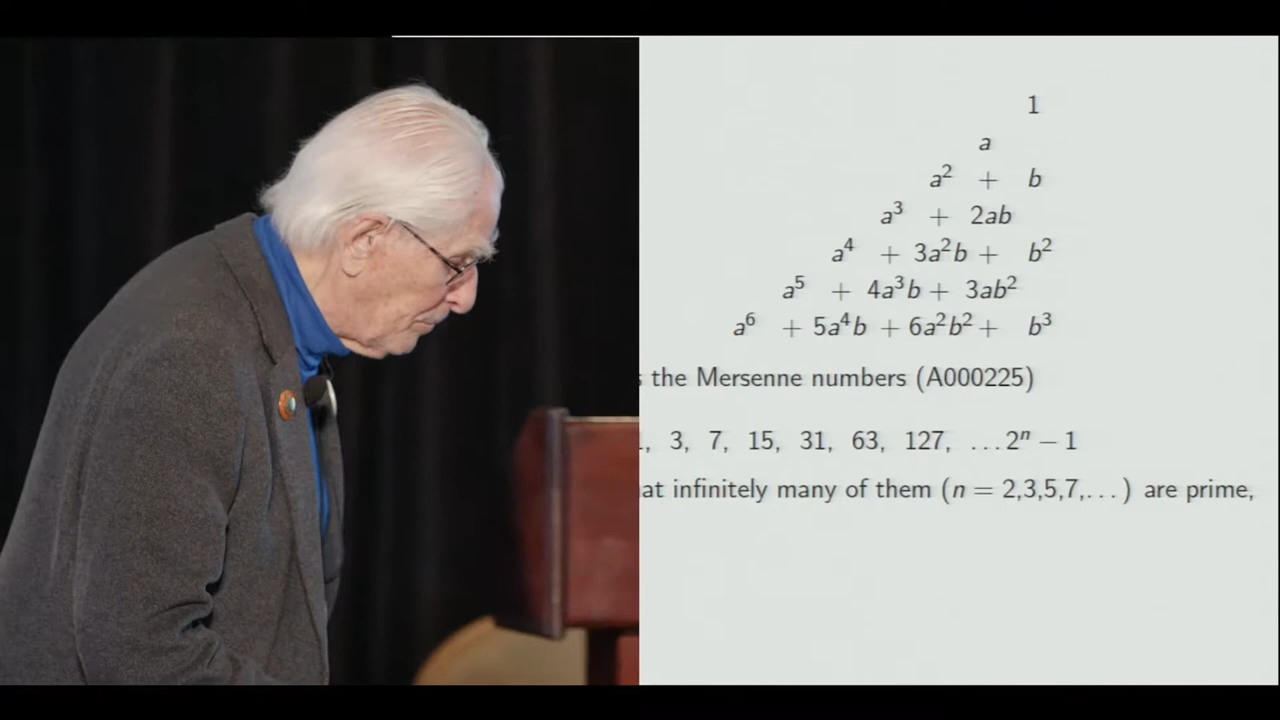 1
a
a² + b
a³ + 2ab
a⁴ + 3a²b + b²
a⁵ + 4a³b + 3ab²
a⁶ + 5a⁴b + 6a²b² + b³
the Mersenne numbers (A000225)
3, 7, 15, 31, 63, 127, ...2ⁿ − 1
infinitely many of them (n = 2,3,5,7,...) are prime,